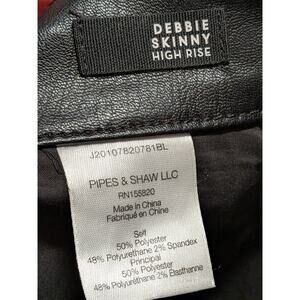 DEBBIE
SKINNY
HIGH RISE
J20107820781BL
PIPES & SHAW LLC
RN155820
Made in China
Fabriqué en Chine
Self
50% Polyester
48% Polyurethane 2% Spandex
Principal
50% Polyester
48% Polyuréthane 2% Élasthanne